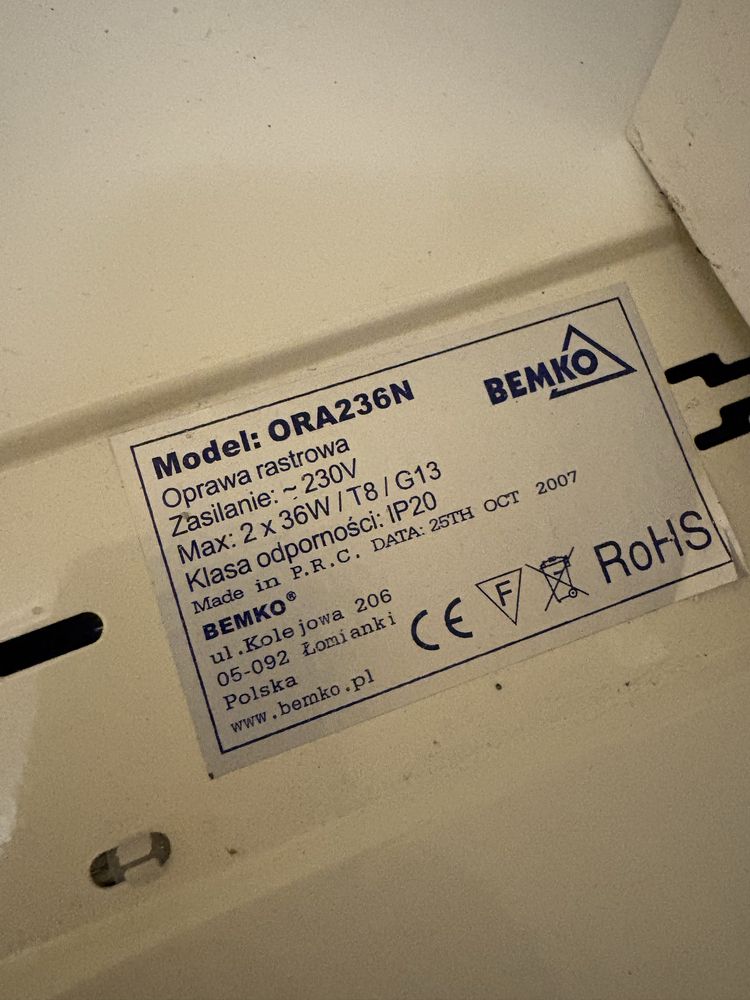 BEMKO
Model: ORA236N
Oprawa rastrowa
Zasilanie: ~ 230V
Max: 2 x 36W / T8 / G13
Klasa odporności: IP20
Made in P.R.C. DATA: 25TH OCT 2007
BEMKO®
ul.Kolejowa 206
05-092 Łomianki
Polska
www.bemko.pl
CE F RoHS